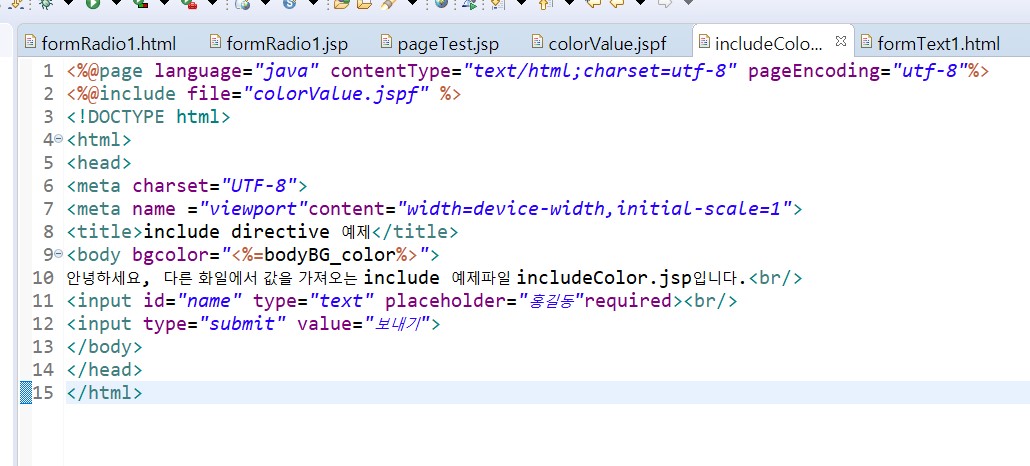 formRadio1.html formRadio1.jsp pageTest.jsp colorValue.jspf includeColo... formText1.html
1 <%@page language="java" contentType="text/html;charset=utf-8" pageEncoding="utf-8"%>
2 <%@include file="colorValue.jspf" %>
3 <!DOCTYPE html>
4 <html>
5 <head>
6 <meta charset="UTF-8">
7 <meta name ="viewport"content="width=device-width,initial-scale=1">
8 <title>include directive 예제</title>
9 <body bgcolor="<%=bodyBG_color%>">
10 안녕하세요, 다른 화일에서 값을 가져오는 include 예제파일 includeColor.jsp입니다.<br/>
11 <input id="name" type="text" placeholder="홍길동"required><br/>
12 <input type="submit" value="보내기">
13 </body>
14 </head>
15 </html>